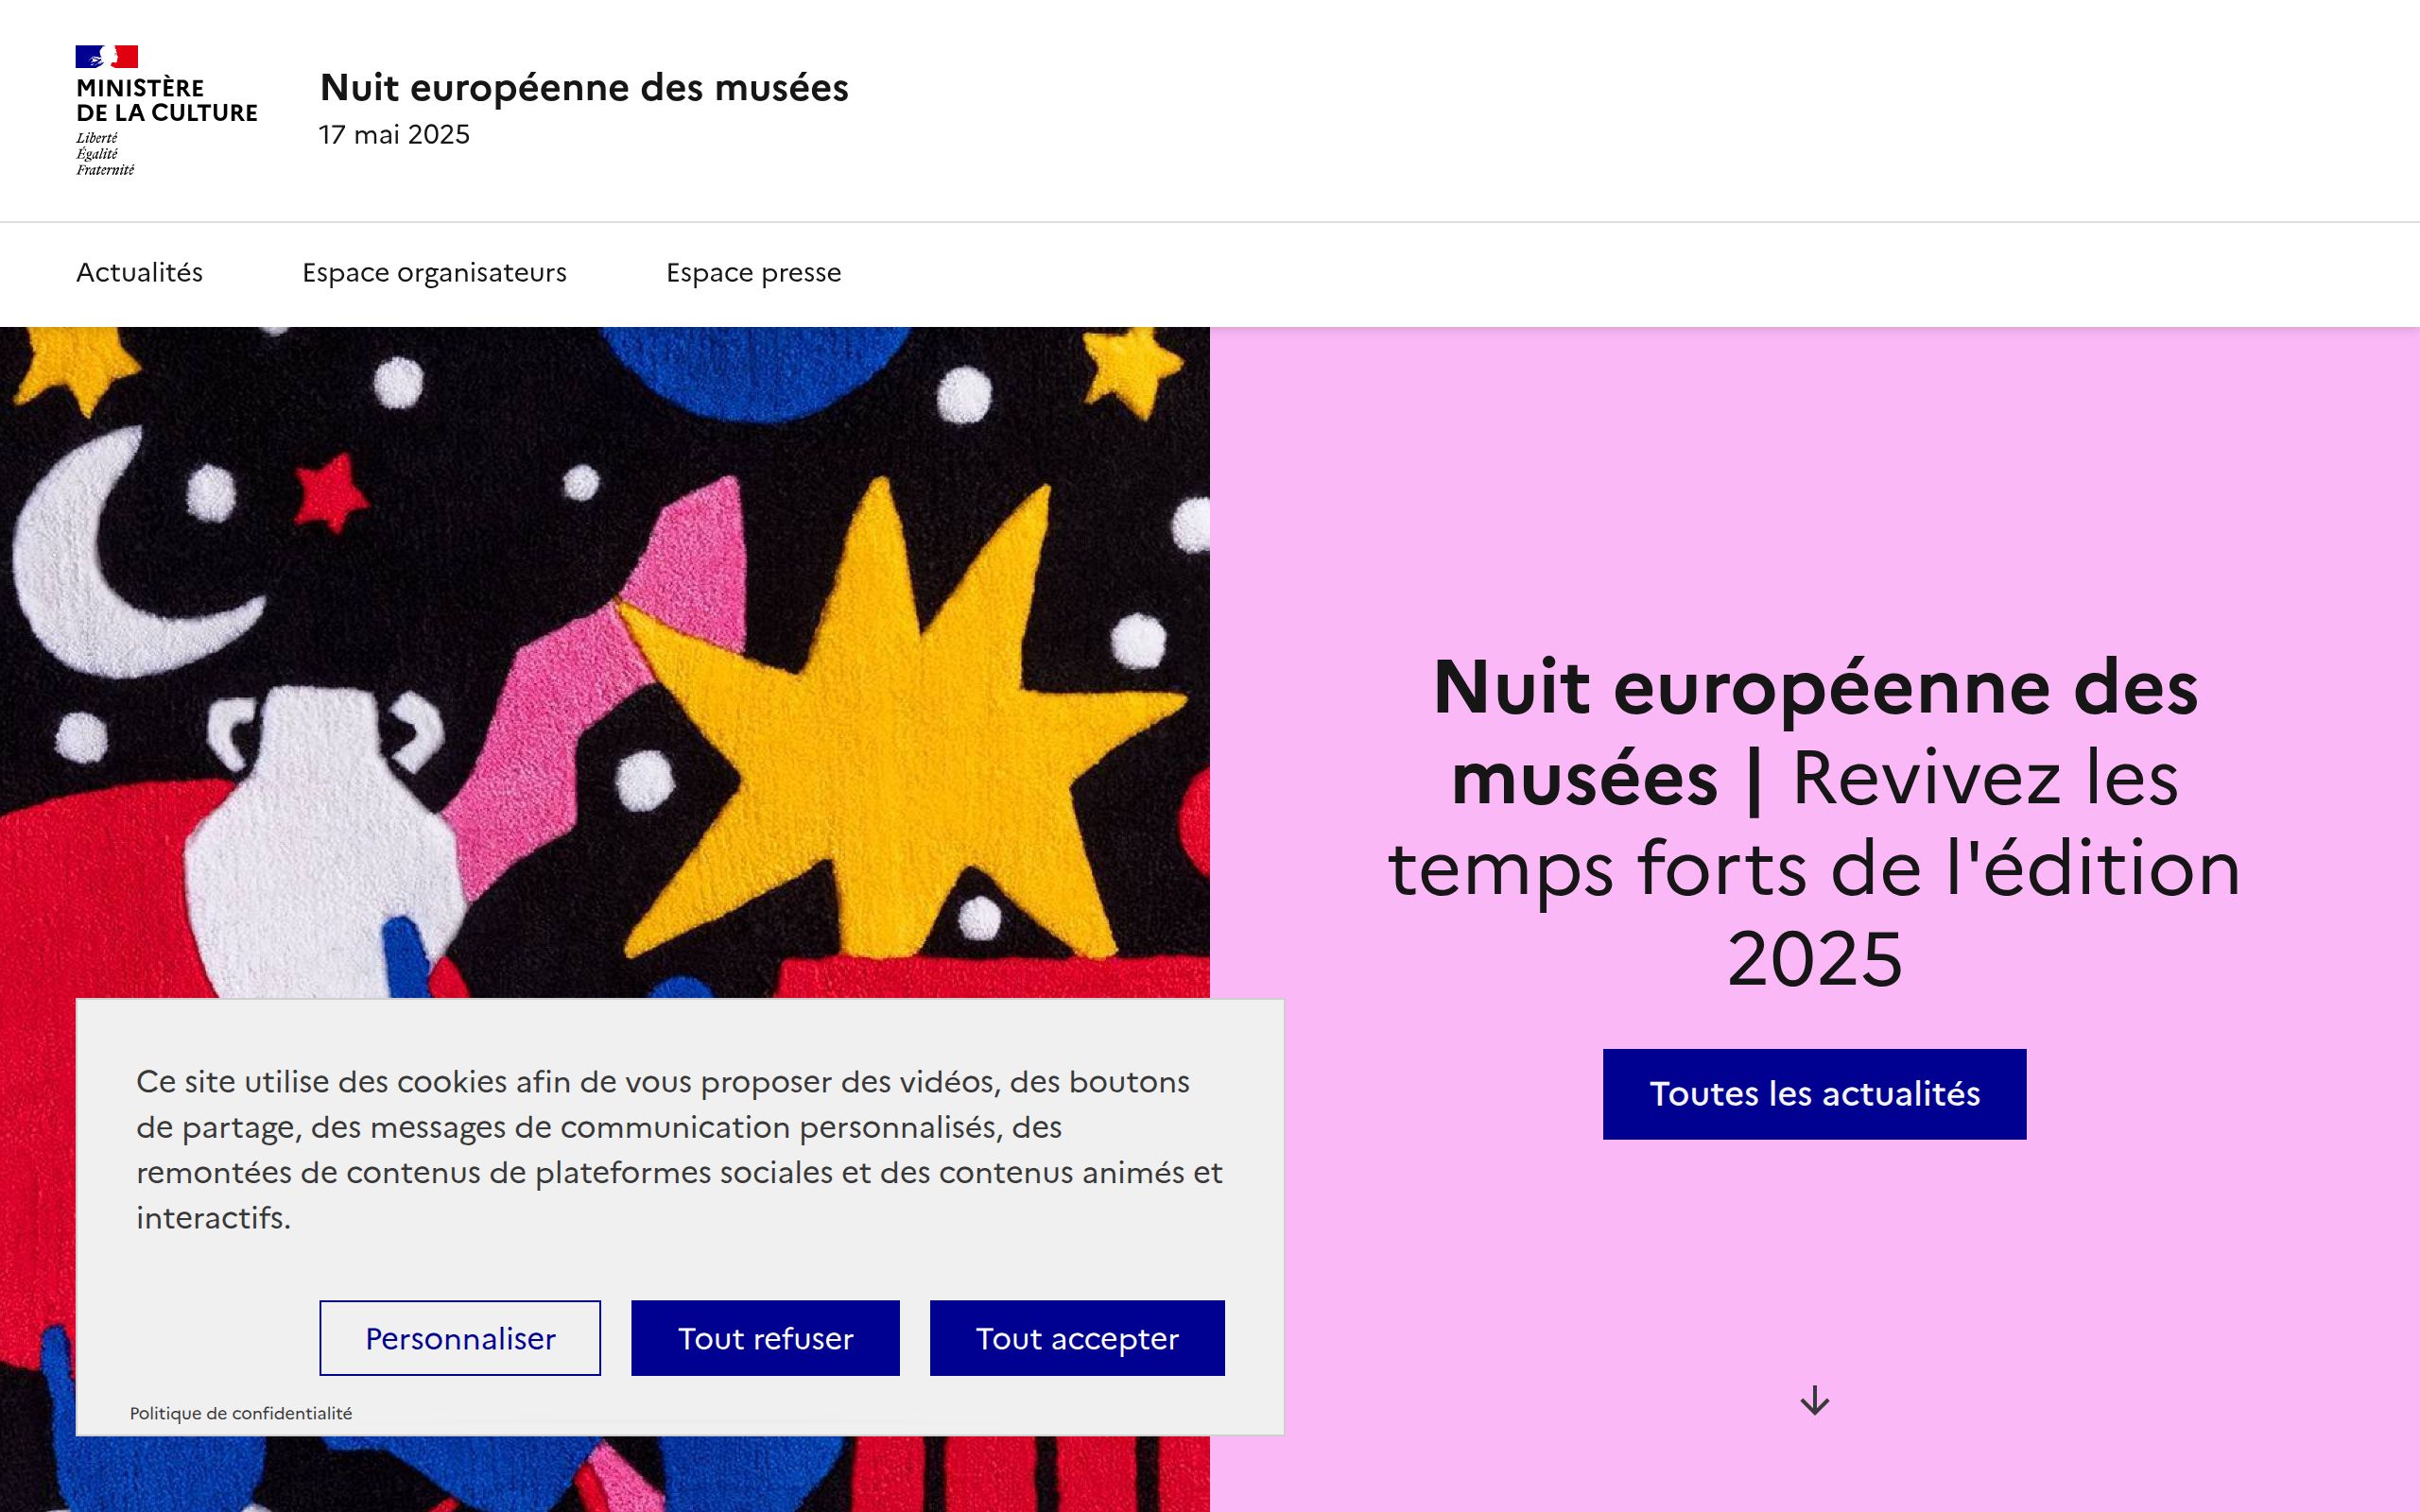 MINISTÈRE
DE LA CULTURE
Liberté
Égalité
Fraternité
Nuit européenne des musées
17 mai 2025
Actualités
Espace organisateurs
Espace presse
Nuit européenne des
musées | Revivez les
temps forts de l'édition
2025
Toutes les actualités
Ce site utilise des cookies afin de vous proposer des vidéos, des boutons
de partage, des messages de communication personnalisés, des
remontées de contenus de plateformes sociales et des contenus animés et
interactifs.
Personnaliser
Tout refuser
Tout accepter
Politique de confidentialité